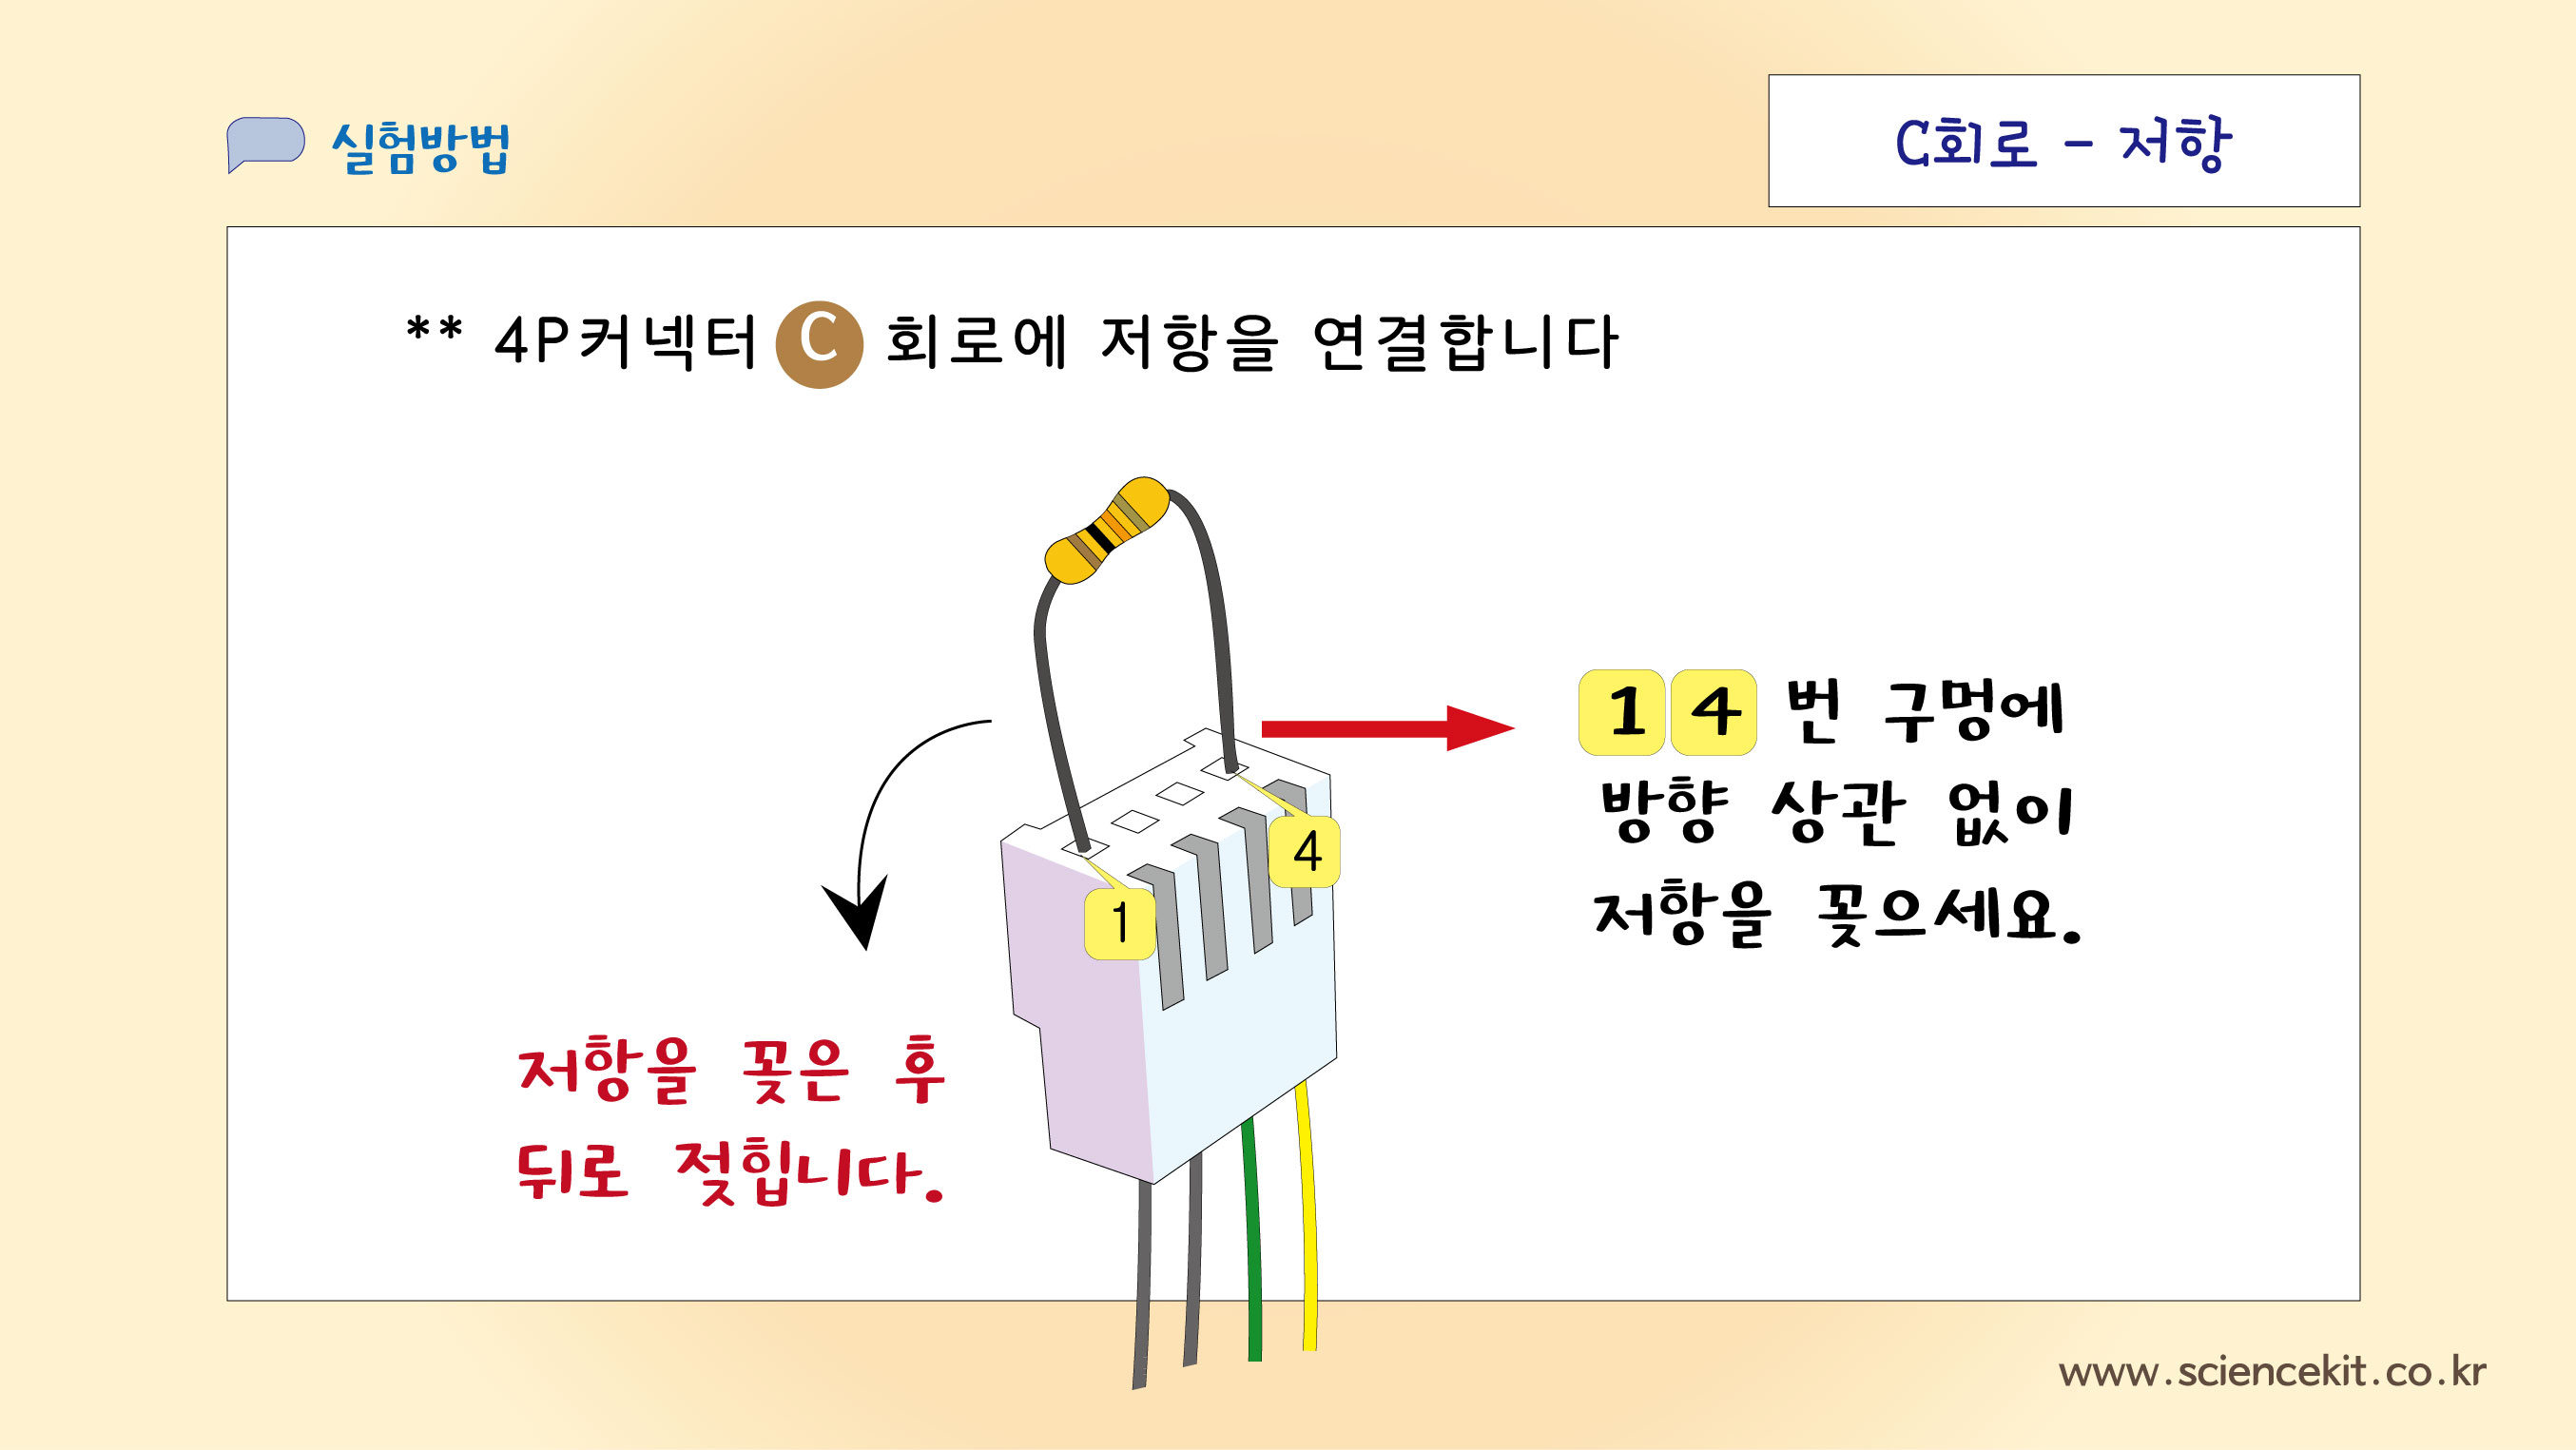 실험방법
C회로 - 저항
** 4P커넥터 C 회로에 저항을 연결합니다
1 4 번 구멍에
방향 상관 없이
저항을 꽂으세요.
4
1
저항을 꽂은 후
뒤로 젖힙니다.
www.sciencekit.co.kr